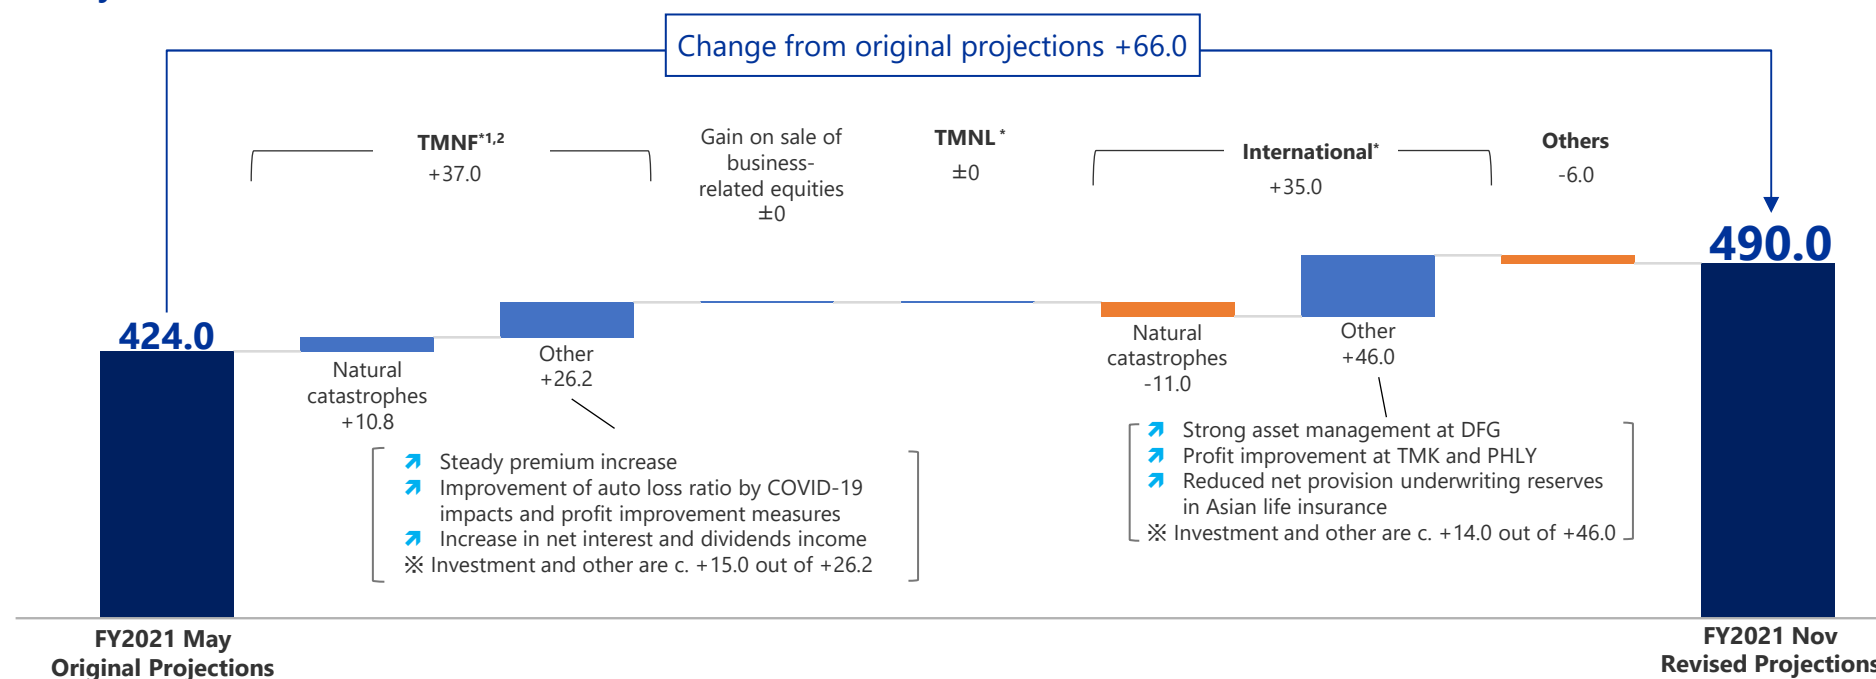 Change from original projections +66.0
TMNF*1,2
+37.0
Gain on sale of
business-
related equities
±0
TMNL *
±0
International*
+35.0
Others
-6.0
424.0
490.0
Natural
catastrophes
+10.8
Other
+26.2
Natural
catastrophes
-11.0
Other
+46.0
Steady premium increase
Improvement of auto loss ratio by COVID-19
impacts and profit improvement measures
Increase in net interest and dividends income
※ Investment and other are c. +15.0 out of +26.2
Strong asset management at DFG
Profit improvement at TMK and PHLY
Reduced net provision underwriting reserves
in Asian life insurance
※ Investment and other are c. +14.0 out of +46.0
FY2021 May
Original Projections
FY2021 Nov
Revised Projections